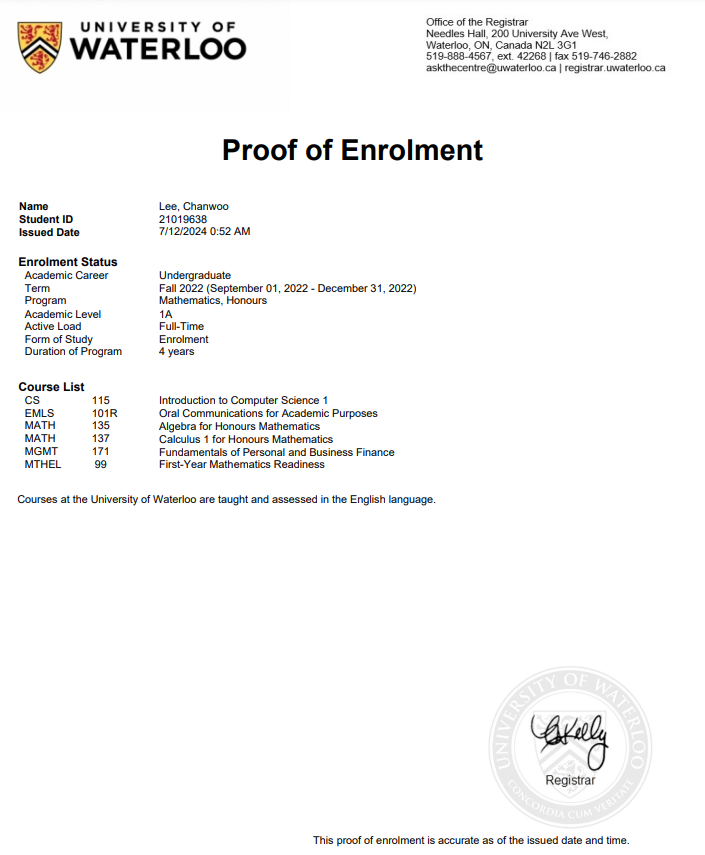 UNIVERSITY OF
WATERLOO
Office of the Registrar
Needles Hall, 200 University Ave West,
Waterloo, ON, Canada N2L 3G1
519-888-4567, ext. 42268 | fax 519-746-2882
askthecentre@uwaterloo.ca | registrar.uwaterloo.ca
Proof of Enrolment
Name Lee, Chanwoo
Student ID 21019638
Issued Date 7/12/2024 0:52 AM
Enrolment Status
Academic Career Undergraduate
Term Fall 2022 (September 01, 2022 - December 31, 2022)
Program Mathematics, Honours
Academic Level 1A
Active Load Full-Time
Form of Study Enrolment
Duration of Program 4 years
Course List
CS 115 Introduction to Computer Science 1
EMLS 101R Oral Communications for Academic Purposes
MATH 135 Algebra for Honours Mathematics
MATH 137 Calculus 1 for Honours Mathematics
MGMT 171 Fundamentals of Personal and Business Finance
MTHEL 99 First-Year Mathematics Readiness
Courses at the University of Waterloo are taught and assessed in the English language.
UNIVERSITY OF WATERLOO
Kelly
Registrar
CONCORDIA CUM VERITATE
This proof of enrolment is accurate as of the issued date and time.